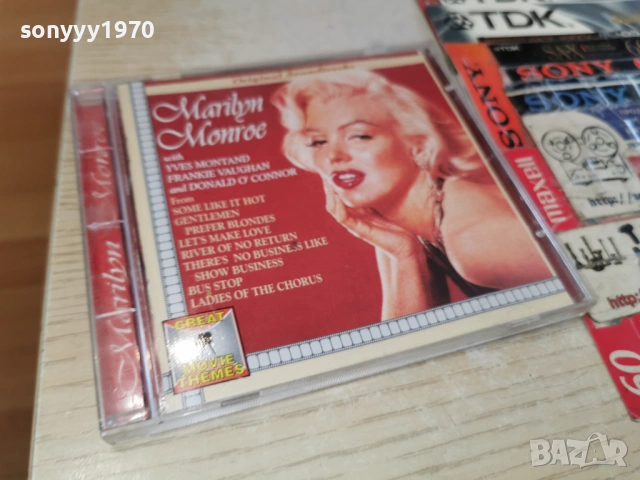 sonyyy1970
Original Soundtracks
Marilyn
Monroe
with
YVES MONTAND
FRANKIE VAUGHAN
and DONALD O'CONNOR
From
SOME LIKE IT HOT
GENTLEMEN
PREFER BLONDES
LET'S MAKE LOVE
RIVER OF NO RETURN
THERE'S NO BUSINESS LIKE
SHOW BUSINESS
BUS STOP
LADIES OF THE CHORUS
GREAT
MOVIE
THEMES
Marilyn Monroe
TDK
SONY
SONY
maxell
60
BAZAR